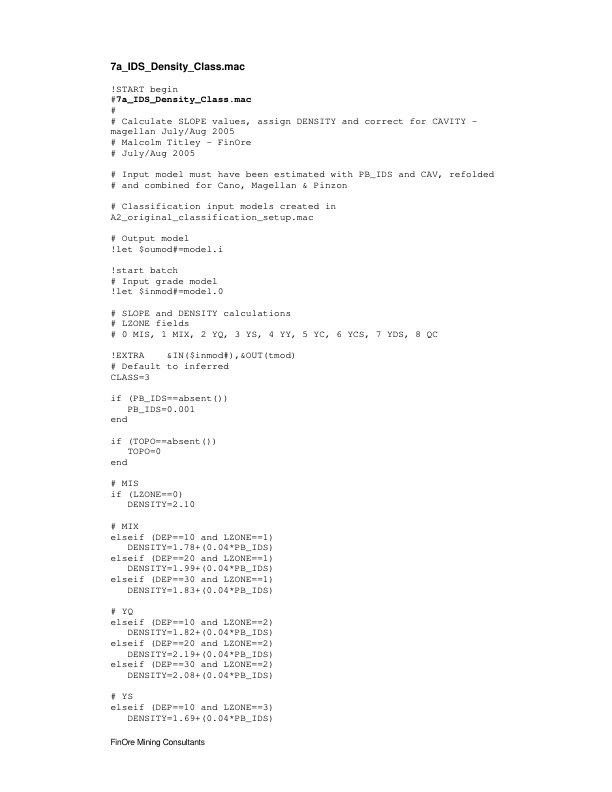 7a_IDS_Density_Class.mac
!START begin
#7a_IDS_Density_Class.mac
#
# Calculate SLOPE values, assign DENSITY and correct for CAVITY –
magellan July/Aug 2005
# Malcolm Titley – FinOre
# July/Aug 2005
# Input model must have been estimated with PB_IDS and CAV, refolded
# and combined for Cano, Magellan & Pinzon
# Classification input models created in
A2_original_classification_setup.mac
# Output model
!let $oumod#=model.i
!start batch
# Input grade model
!let $inmod#=model.0
# SLOPE and DENSITY calculations
# LZONE fields
# 0 MIS, 1 MIX, 2 YQ, 3 YS, 4 YY, 5 YC, 6 YCS, 7 YDS, 8 QC
!EXTRA    &IN($inmod#),&OUT(tmod)
# Default to inferred
CLASS=3
if (PB_IDS==absent())
   PB_IDS=0.001
end
if (TOPO==absent())
   TOPO=0
end
# MIS
if (LZONE==0)
   DENSITY=2.10
# MIX
elseif (DEP==10 and LZONE==1)
   DENSITY=1.78+(0.04*PB_IDS)
elseif (DEP==20 and LZONE==1)
   DENSITY=1.99+(0.04*PB_IDS)
elseif (DEP==30 and LZONE==1)
   DENSITY=1.83+(0.04*PB_IDS)
# YQ
elseif (DEP==10 and LZONE==2)
   DENSITY=1.82+(0.04*PB_IDS)
elseif (DEP==20 and LZONE==2)
   DENSITY=2.19+(0.04*PB_IDS)
elseif (DEP==30 and LZONE==2)
   DENSITY=2.08+(0.04*PB_IDS)
# YS
elseif (DEP==10 and LZONE==3)
   DENSITY=1.69+(0.04*PB_IDS)
FinOre Mining Consultants